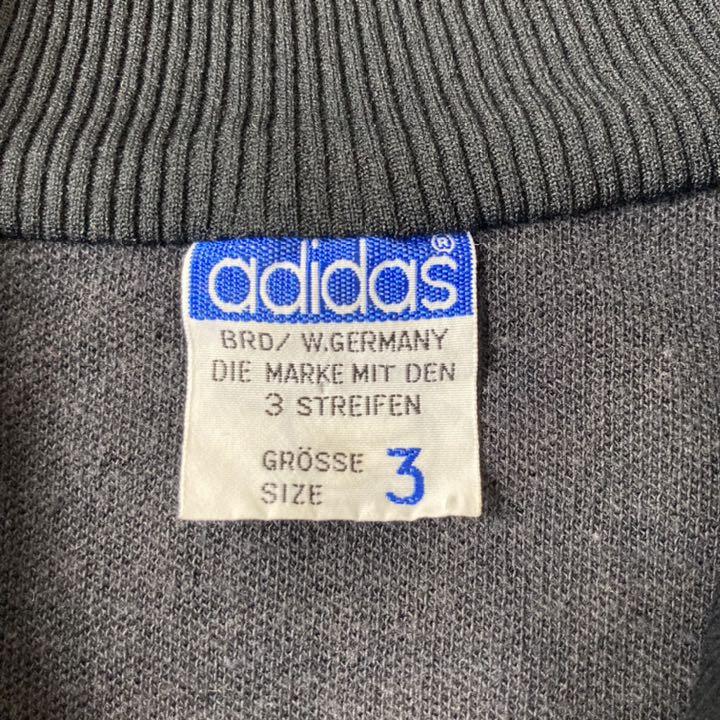 adidas®
BRD/ W.GERMANY
DIE MARKE MIT DEN
3 STREIFEN
GRÖSSE
SIZE 3